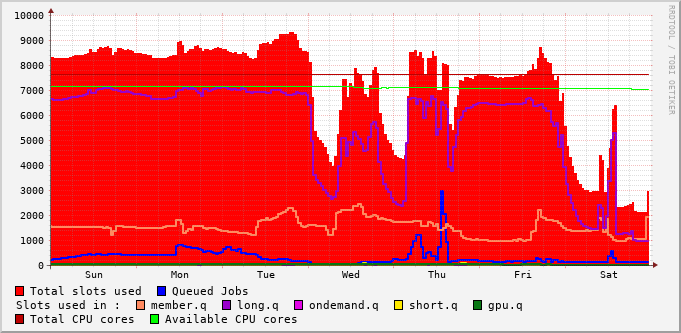 10000
9000
8000
7000
6000
5000
4000
3000
2000
1000
0
Sun Mon Tue Wed Thu Fri Sat
RRDTOOL / TOBI OETIKER
Total slots used Queued Jobs
Slots used in : member.q long.q ondemand.q short.q gpu.q
Total CPU cores Available CPU cores